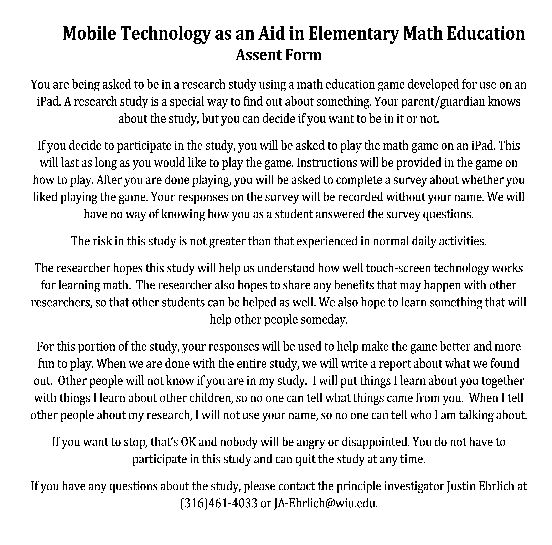 Mobile Technology as an Aid in Elementary Math Education
Assent Form
You are being asked to be in a research study using a math education game developed for use on an
iPad. A research study is a special way to find out about something. Your parent/guardian knows
about the study, but you can decide if you want to be in it or not.
If you decide to participate in the study, you will be asked to play the math game on an iPad. This
will last as long as you would like to play the game. Instructions will be provided in the game on
how to play. After you are done playing, you will be asked to complete a survey about whether you
liked playing the game. Your responses on the survey will be recorded without your name. We will
have no way of knowing how you as a student answered the survey questions.
The risk in this study is not greater than that experienced in normal daily activities.
The researcher hopes this study will help us understand how well touch-screen technology works
for learning math.  The researcher also hopes to share any benefits that may happen with other
researchers, so that other students can be helped as well. We also hope to learn something that will
help other people someday.
For this portion of the study, your responses will be used to help make the game better and more
fun to play. When we are done with the entire study, we will write a report about what we found
out.  Other people will not know if you are in my study.  I will put things I learn about you together
with things I learn about other children, so no one can tell what things came from you.  When I tell
other people about my research, I will not use your name, so no one can tell who I am talking about.
If you want to stop, that's OK and nobody will be angry or disappointed. You do not have to
participate in this study and can quit the study at any time.
If you have any questions about the study, please contact the principle investigator Justin Ehrlich at
(316)461-4033 or JA-Ehrlich@wiu.edu.